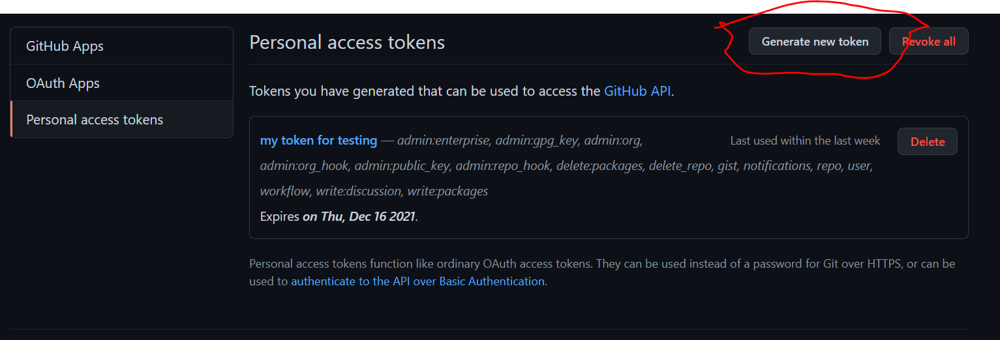 GitHub Apps
OAuth Apps
Personal access tokens
Personal access tokens
Generate new token
Revoke all
Tokens you have generated that can be used to access the GitHub API.
my token for testing — admin:enterprise, admin:gpg_key, admin:org,
Last used within the last week
Delete
admin:org_hook, admin:public_key, admin:repo_hook, delete:packages, delete_repo, gist, notifications, repo, user,
workflow, write:discussion, write:packages
Expires on Thu, Dec 16 2021.
Personal access tokens function like ordinary OAuth access tokens. They can be used instead of a password for Git over HTTPS, or can be
used to authenticate to the API over Basic Authentication.